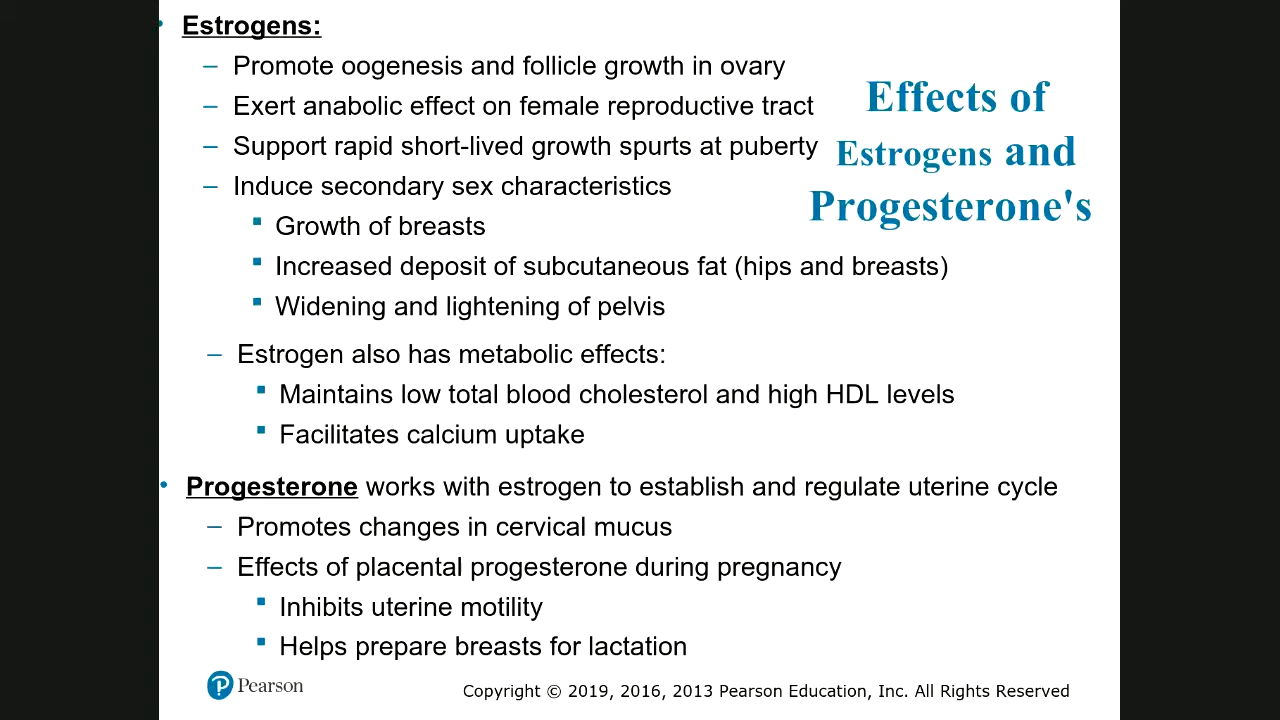 • Estrogens:
– Promote oogenesis and follicle growth in ovary
– Exert anabolic effect on female reproductive tract
– Support rapid short-lived growth spurts at puberty
– Induce secondary sex characteristics
▪ Growth of breasts
▪ Increased deposit of subcutaneous fat (hips and breasts)
▪ Widening and lightening of pelvis
– Estrogen also has metabolic effects:
▪ Maintains low total blood cholesterol and high HDL levels
▪ Facilitates calcium uptake
• Progesterone works with estrogen to establish and regulate uterine cycle
– Promotes changes in cervical mucus
– Effects of placental progesterone during pregnancy
▪ Inhibits uterine motility
▪ Helps prepare breasts for lactation
Effects of
Estrogens and
Progesterone's
Pearson
Copyright © 2019, 2016, 2013 Pearson Education, Inc. All Rights Reserved